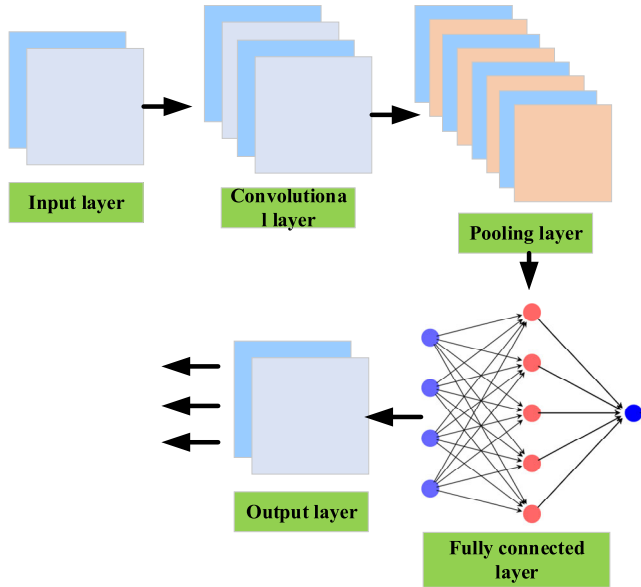 Input layer
Convolutiona
l layer
Pooling layer
Output layer
Fully connected
layer